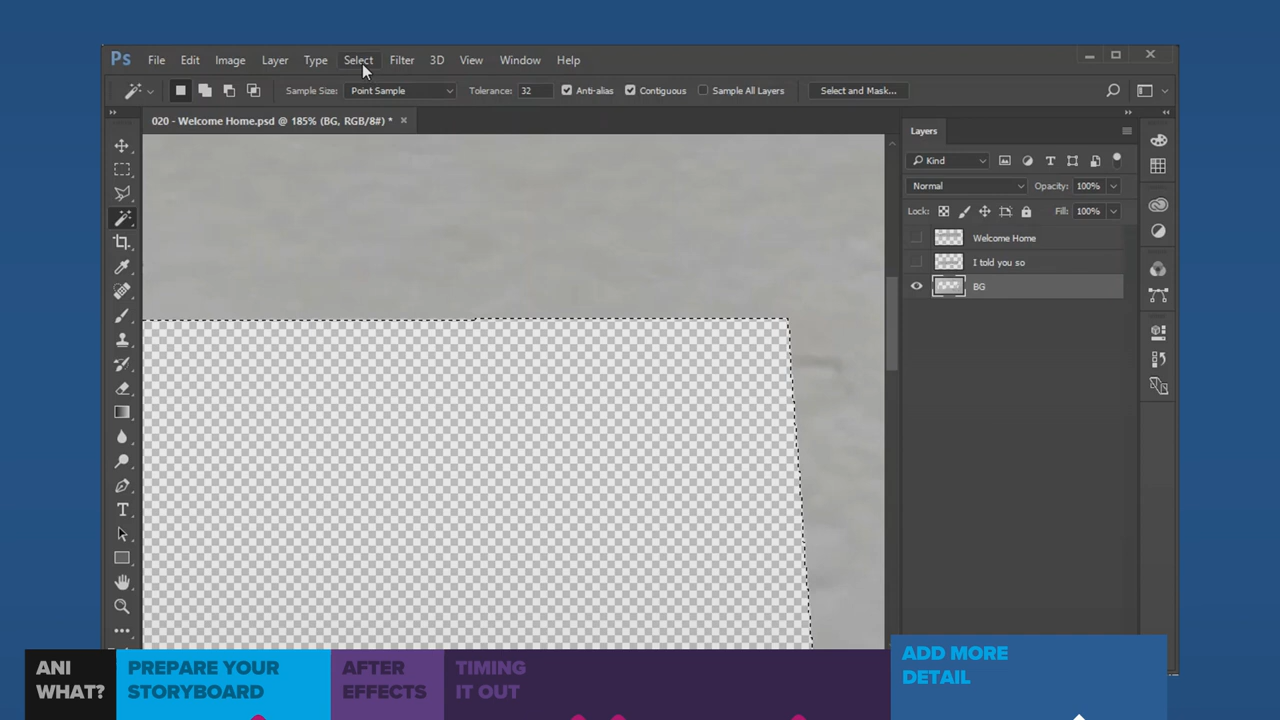 Ps File Edit Image Layer Type Select Filter 3D View Window Help
Sample Size: Point Sample Tolerance: 32 Anti-alias Contiguous Sample All Layers Select and Mask...
020 - Welcome Home.psd @ 185% (BG, RGB/8#) *
Layers
Kind
Normal Opacity: 100%
Lock: Fill: 100%
Welcome Home
I told you so
BG
ANI
WHAT?
PREPARE YOUR
STORYBOARD
AFTER
EFFECTS
TIMING
IT OUT
ADD MORE
DETAIL